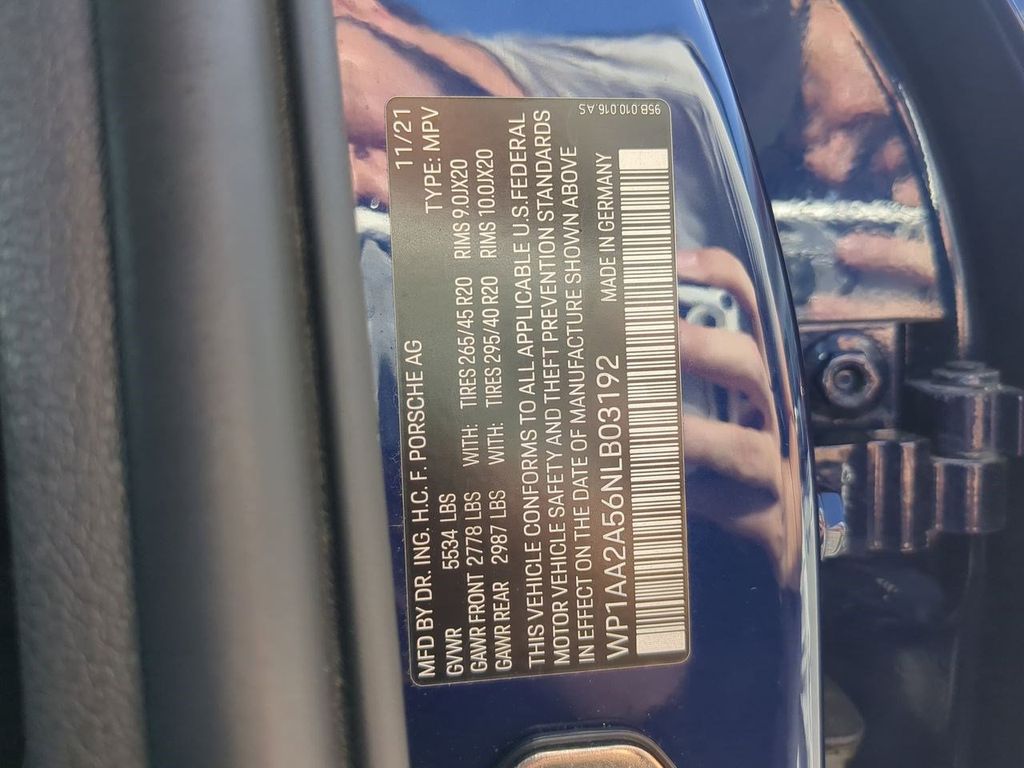 MFD BY DR. ING. H.C. F. PORSCHE AG 11/21
GVWR 5534 LBS TYPE: MPV
GAWR FRONT 2778 LBS WITH: TIRES 265/45 R20 RIMS 9.0JX20
GAWR REAR 2987 LBS WITH: TIRES 295/40 R20 RIMS 10.0JX20
THIS VEHICLE CONFORMS TO ALL APPLICABLE U.S.FEDERAL
MOTOR VEHICLE SAFETY AND THEFT PREVENTION STANDARDS
IN EFFECT ON THE DATE OF MANUFACTURE SHOWN ABOVE
WP1AA2A56NLB03192 MADE IN GERMANY
95B.010.016.A.S